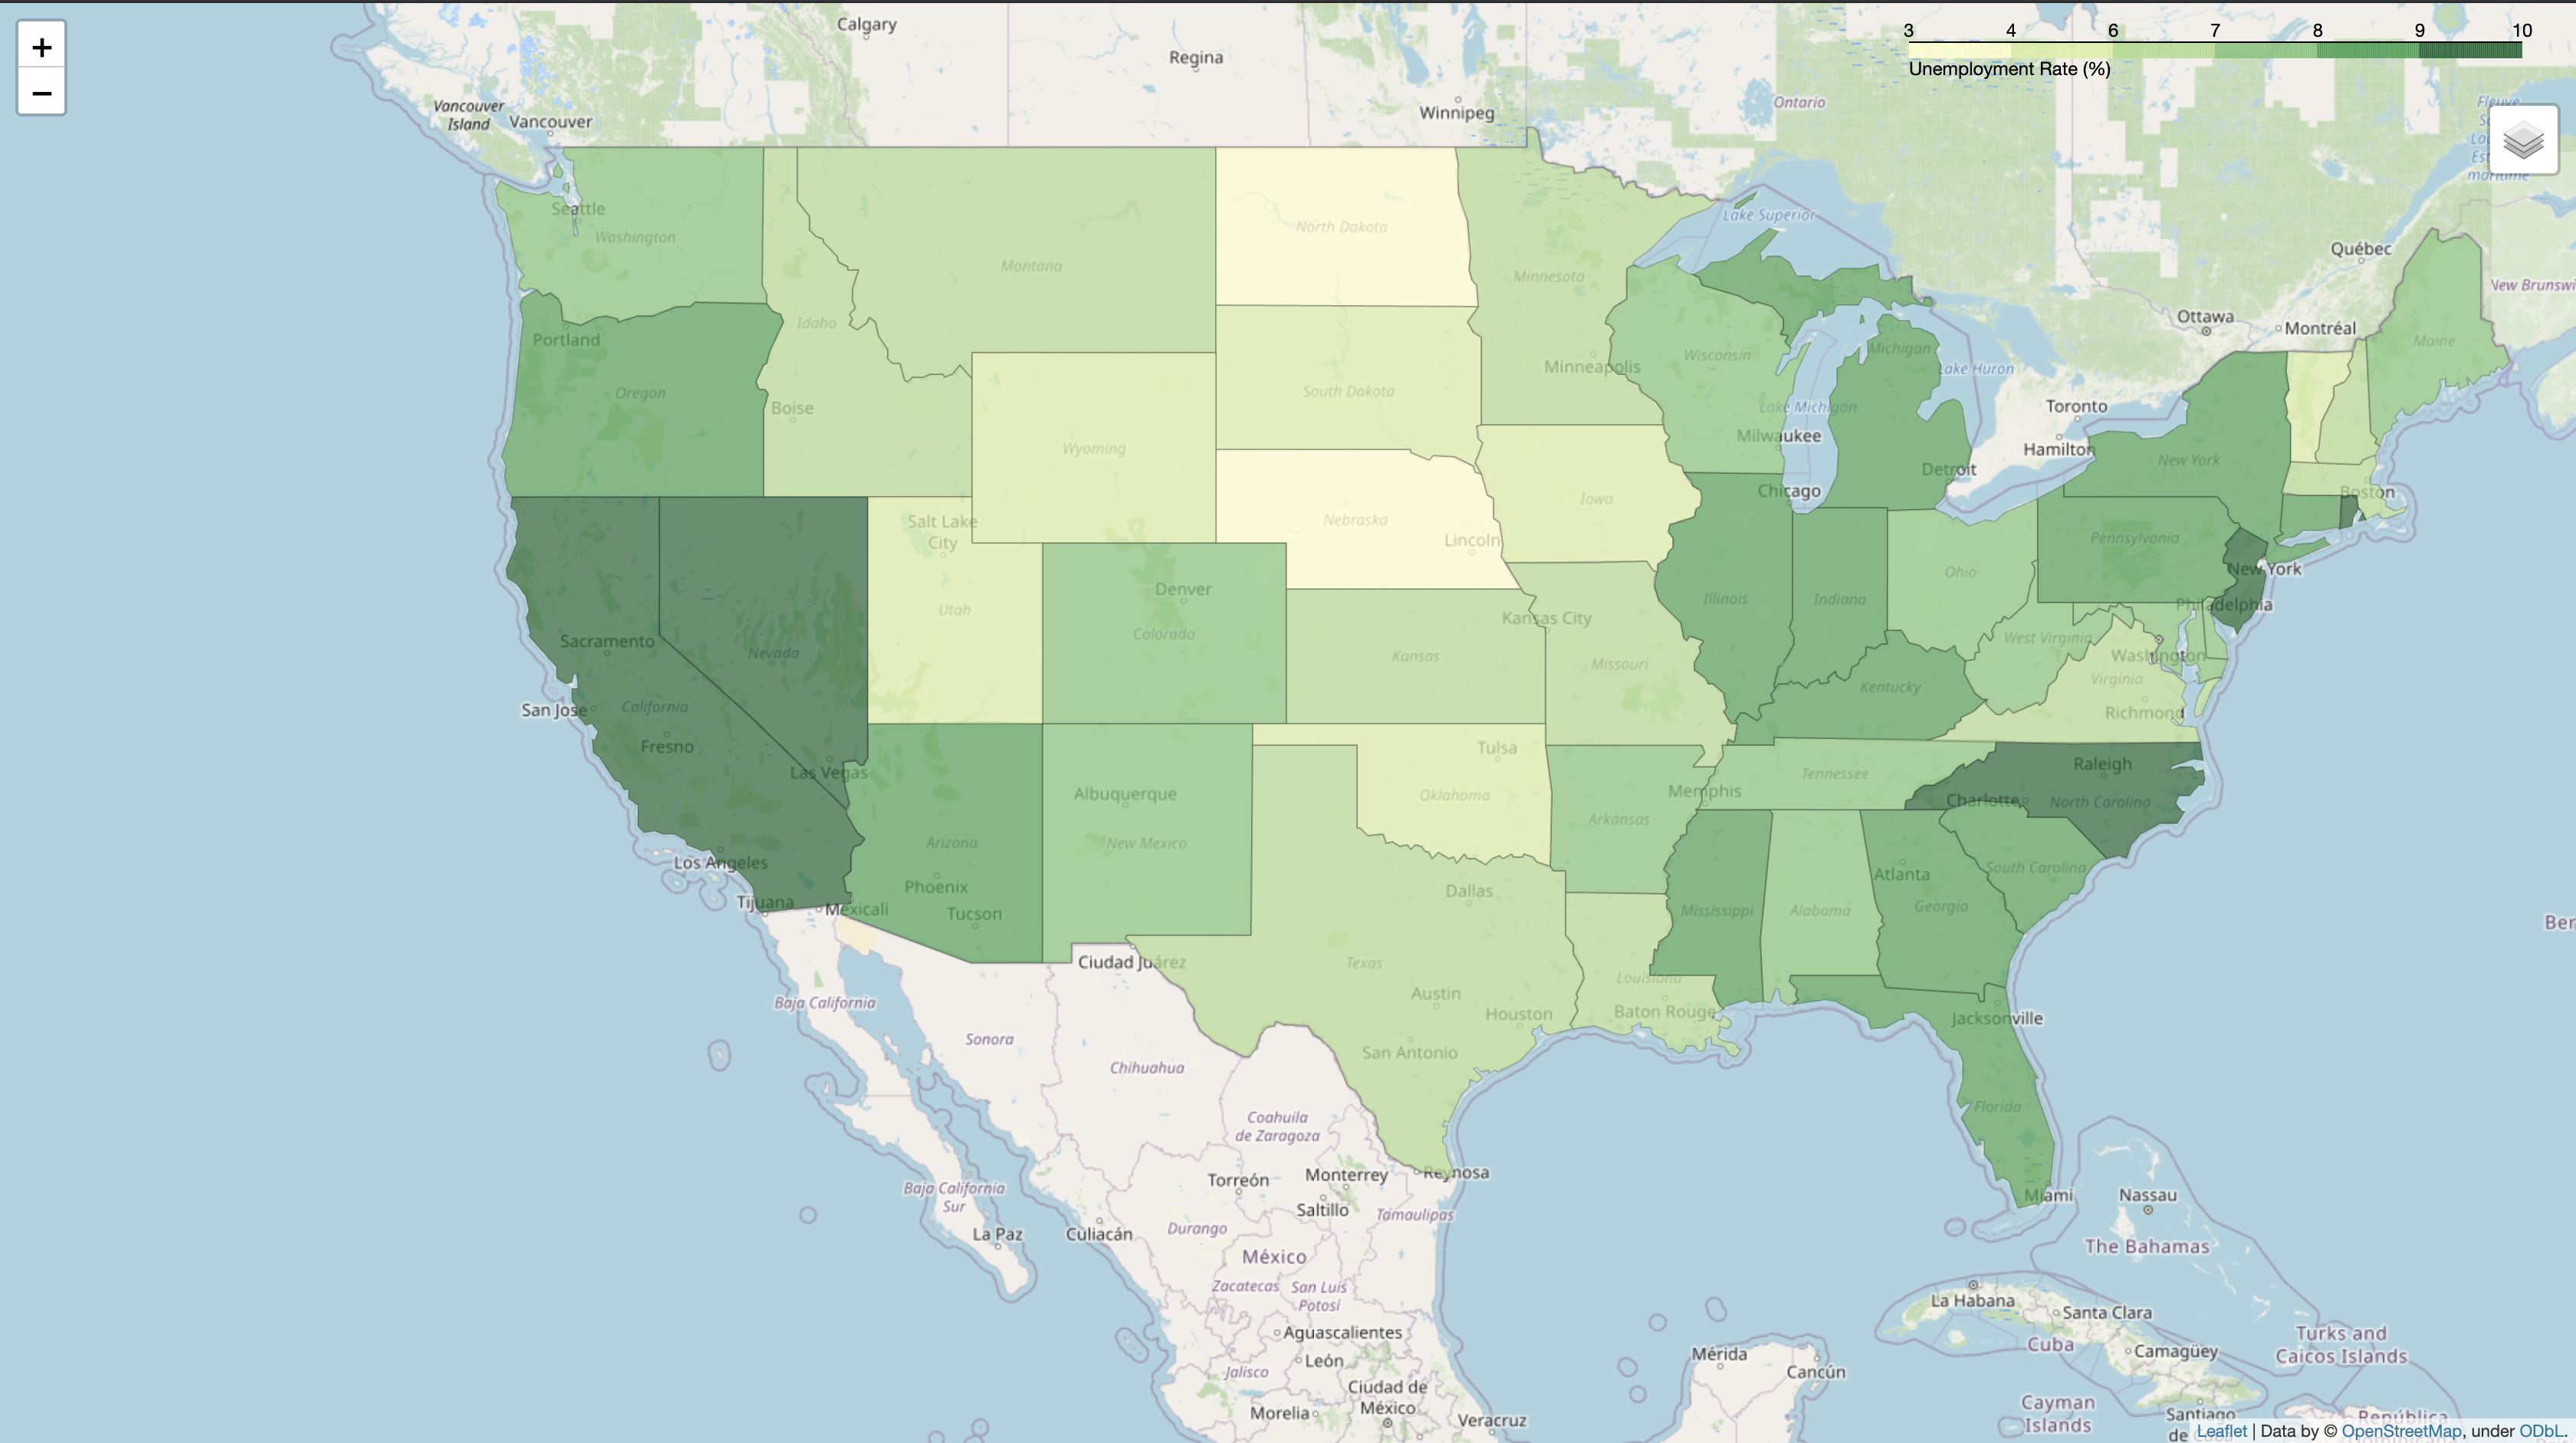 +
−
3 4 6 7 8 9 10
Unemployment Rate (%)
Calgary
Regina
Winnipeg
Ontario
Vancouver
Island
Vancouver
Seattle
Washington
Montana
North Dakota
Minnesota
Lake Superior
Québec
New Brunswi
Ottawa
Montréal
Maine
Portland
Oregon
Idaho
Boise
South Dakota
Minneapolis
Wisconsin
Michigan
Lake Huron
Lake Michigan
Milwaukee
Toronto
Hamilton
Detroit
New York
Boston
Wyoming
Chicago
Iowa
Nebraska
Lincoln
Salt Lake
City
Utah
Denver
Colorado
Pennsylvania
New York
Philadelphia
Ohio
Illinois
Indiana
Kansas City
Kansas
Missouri
West Virginia
Washington
Virginia
Richmond
Kentucky
Sacramento
Nevada
California
San Jose
Fresno
Las Vegas
Los Angeles
Tijuana
Mexicali
Arizona
Phoenix
Tucson
Albuquerque
New Mexico
Tulsa
Oklahoma
Memphis
Tennessee
Arkansas
Raleigh
Charlotte
North Carolina
South Carolina
Atlanta
Georgia
Mississippi
Alabama
Dallas
Texas
Austin
Houston
San Antonio
Louisiana
Baton Rouge
Jacksonville
Florida
Miami
Ber
Ciudad Juárez
Baja California
Sonora
Chihuahua
Coahuila
de Zaragoza
Torreón
Monterrey
Reynosa
Saltillo
Tamaulipas
Baja California
Sur
La Paz
Culiacán
Durango
México
Zacatecas
San Luis
Potosí
Aguascalientes
León
Jalisco
Ciudad de
México
Morelia
Veracruz
Mérida
Cancún
Nassau
The Bahamas
La Habana
Santa Clara
Cuba
Camagüey
Turks and
Caicos Islands
Cayman
Islands
Santiago
de Cuba
República
Leaflet | Data by © OpenStreetMap, under ODbL.